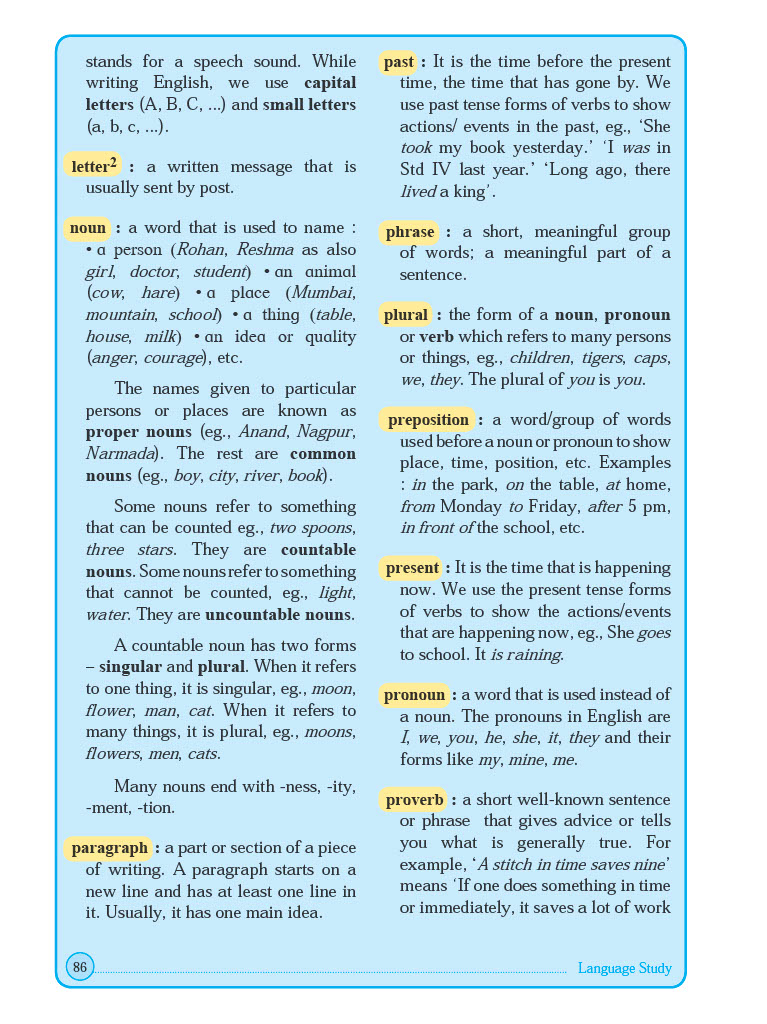 stands for a speech sound. While
writing English, we use capital
letters (A, B, C, ...) and small letters
(a, b, c, ...).
letter² : a written message that is
usually sent by post.
noun : a word that is used to name :
• a person (Rohan, Reshma as also
girl, doctor, student) • an animal
(cow, hare) • a place (Mumbai,
mountain, school) • a thing (table,
house, milk) • an idea or quality
(anger, courage), etc.
The names given to particular
persons or places are known as
proper nouns (eg., Anand, Nagpur,
Narmada). The rest are common
nouns (eg., boy, city, river, book).
Some nouns refer to something
that can be counted eg., two spoons,
three stars. They are countable
nouns. Some nouns refer to something
that cannot be counted, eg., light,
water. They are uncountable nouns.
A countable noun has two forms
– singular and plural. When it refers
to one thing, it is singular, eg., moon,
flower, man, cat. When it refers to
many things, it is plural, eg., moons,
flowers, men, cats.
Many nouns end with -ness, -ity,
-ment, -tion.
paragraph : a part or section of a piece
of writing. A paragraph starts on a
new line and has at least one line in
it. Usually, it has one main idea.
past : It is the time before the present
time, the time that has gone by. We
use past tense forms of verbs to show
actions/ events in the past, eg., ‘She
took my book yesterday.’ ‘I was in
Std IV last year.’ ‘Long ago, there
lived a king’.
phrase : a short, meaningful group
of words; a meaningful part of a
sentence.
plural : the form of a noun, pronoun
or verb which refers to many persons
or things, eg., children, tigers, caps,
we, they. The plural of you is you.
preposition : a word/group of words
used before a noun or pronoun to show
place, time, position, etc. Examples
: in the park, on the table, at home,
from Monday to Friday, after 5 pm,
in front of the school, etc.
present : It is the time that is happening
now. We use the present tense forms
of verbs to show the actions/events
that are happening now, eg., She goes
to school. It is raining.
pronoun : a word that is used instead of
a noun. The pronouns in English are
I, we, you, he, she, it, they and their
forms like my, mine, me.
proverb : a short well-known sentence
or phrase that gives advice or tells
you what is generally true. For
example, ‘A stitch in time saves nine’
means ‘If one does something in time
or immediately, it saves a lot of work
86
Language Study